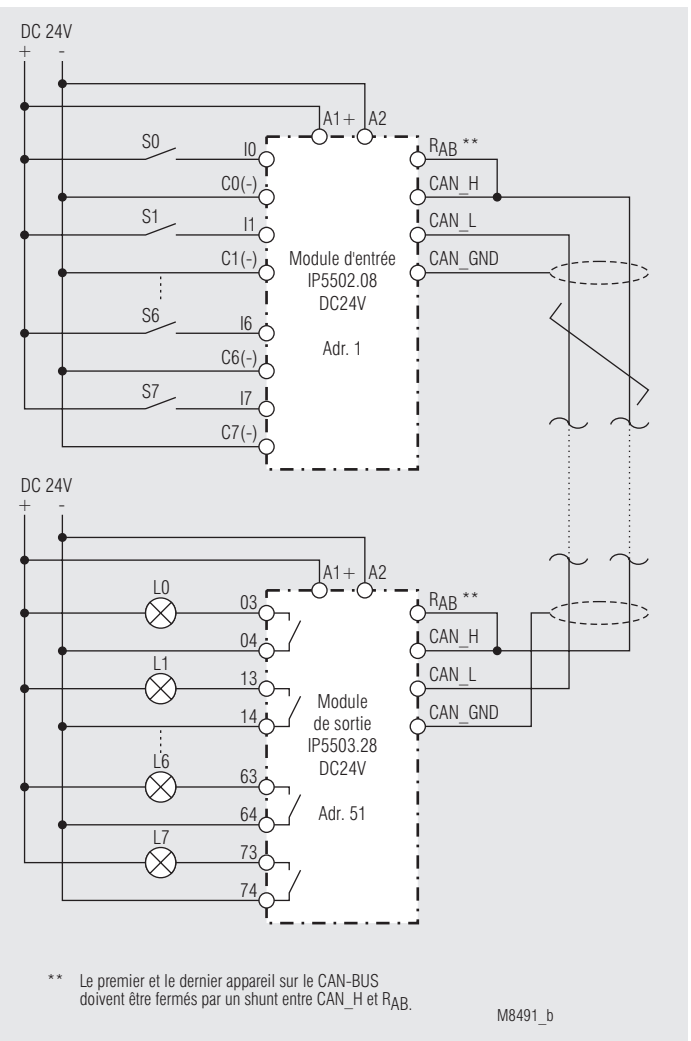 DC 24V
+ -
A1+ A2
S0 I0 RAB **
C0(-) CAN_H
S1 I1 CAN_L
C1(-) CAN_GND
Module d'entrée
IP5502.08
DC24V
S6 I6 Adr. 1
C6(-)
S7 I7
C7(-)
DC 24V
+ -
A1+ A2
L0 03 RAB **
04 CAN_H
L1 13 CAN_L
14 CAN_GND
Module
de sortie
IP5503.28
DC24V
L6 63
64 Adr. 51
L7 73
74
** Le premier et le dernier appareil sur le CAN-BUS
doivent être fermés par un shunt entre CAN_H et RAB.
M8491_b